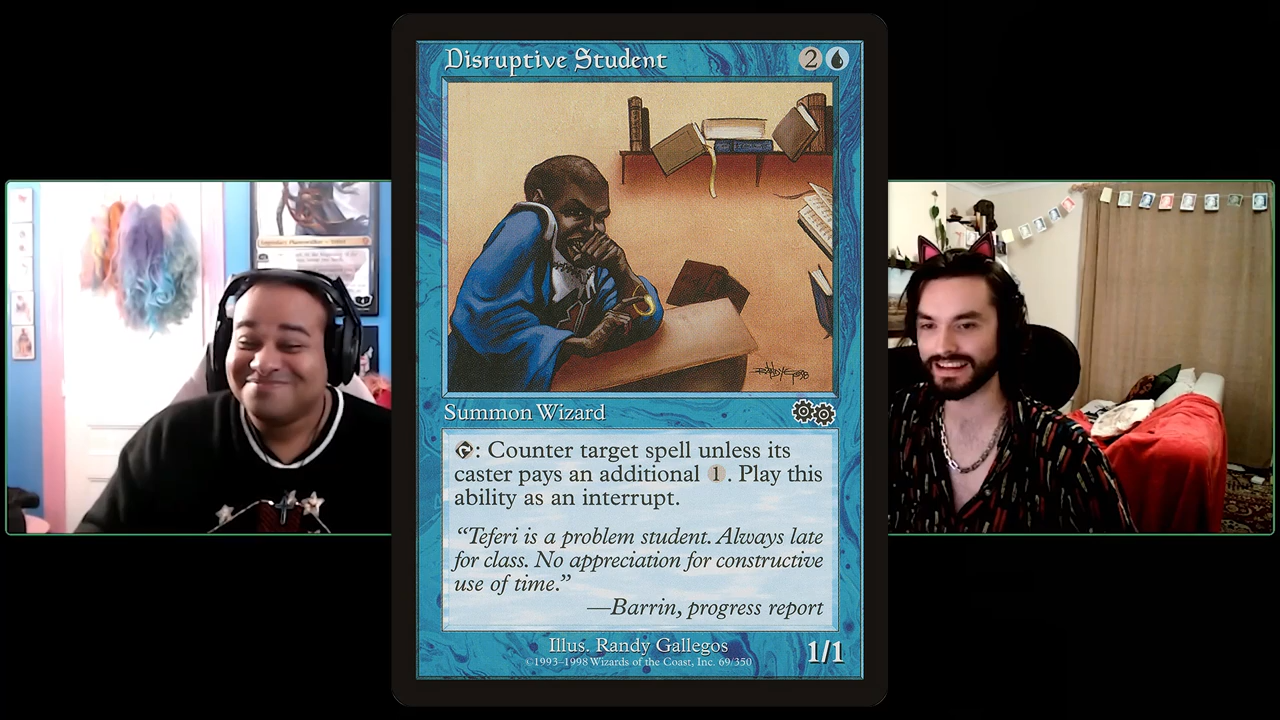 Disruptive Student
2
Summon Wizard
: Counter target spell unless its
caster pays an additional 1. Play this
ability as an interrupt.
“Teferi is a problem student. Always late
for class. No appreciation for constructive
use of time.”
—Barrin, progress report
Illus. Randy Gallegos
©1993–1998 Wizards of the Coast, Inc. 69/350
1/1